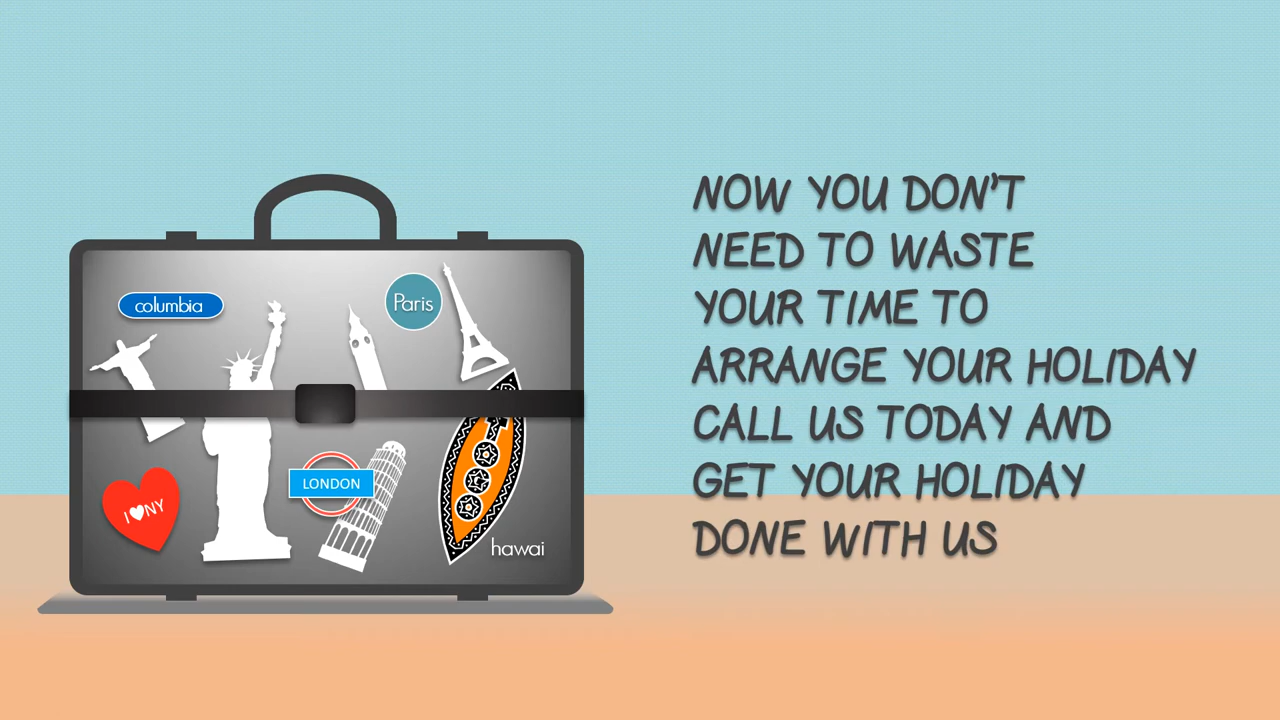 columbia
Paris
I NY
LONDON
hawai
NOW YOU DON'T
NEED TO WASTE
YOUR TIME TO
ARRANGE YOUR HOLIDAY
CALL US TODAY AND
GET YOUR HOLIDAY
DONE WITH US